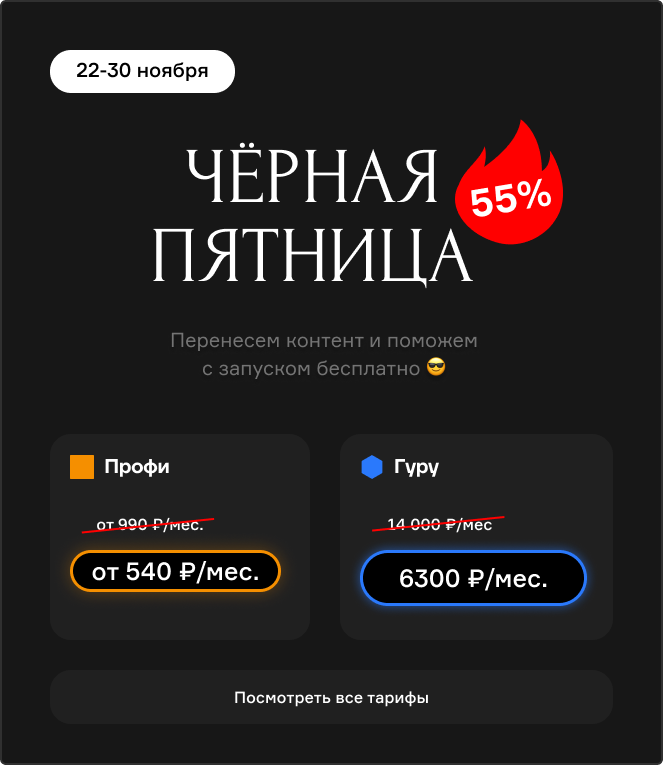 22-30 ноября
ЧЁРНАЯ
55%
ПЯТНИЦА
Перенесем контент и поможем
с запуском бесплатно 😎
Профи
от 990 ₽/мес.
от 540 ₽/мес.
Гуру
14 000 ₽/мес
6300 ₽/мес.
Посмотреть все тарифы